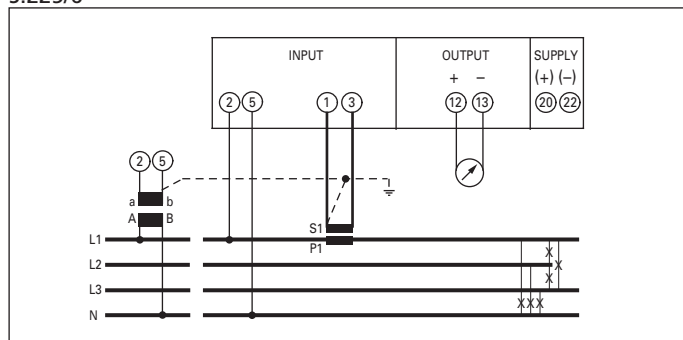 INPUT OUTPUT SUPPLY
+ − (+) (−)
2 5 1 3 12 13 20 22
2 5
a b
A B
S1
P1
L1
L2
L3
N
X
X
X
X X X